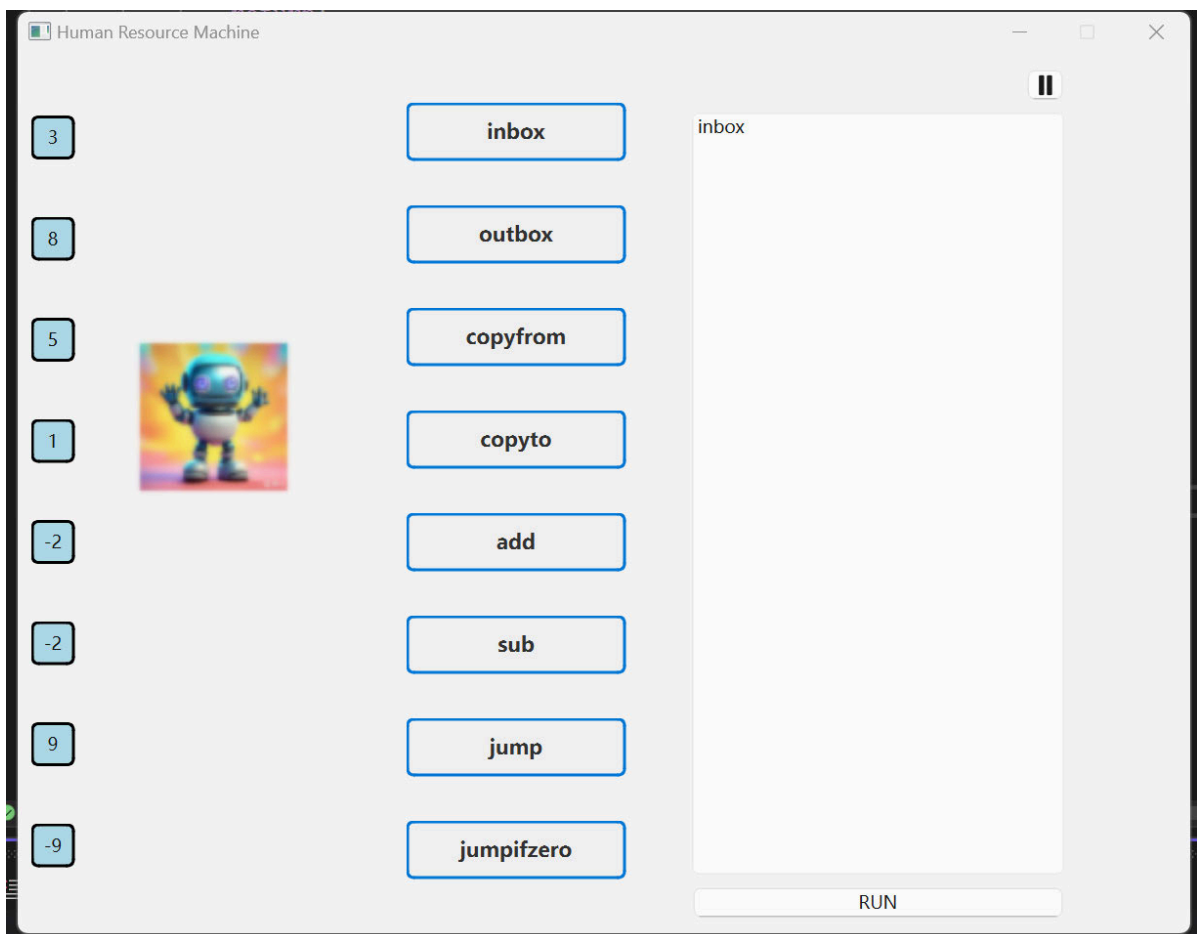 Human Resource Machine
3
8
5
1
-2
-2
9
-9
inbox
outbox
copyfrom
copyto
add
sub
jump
jumpifzero
inbox
RUN